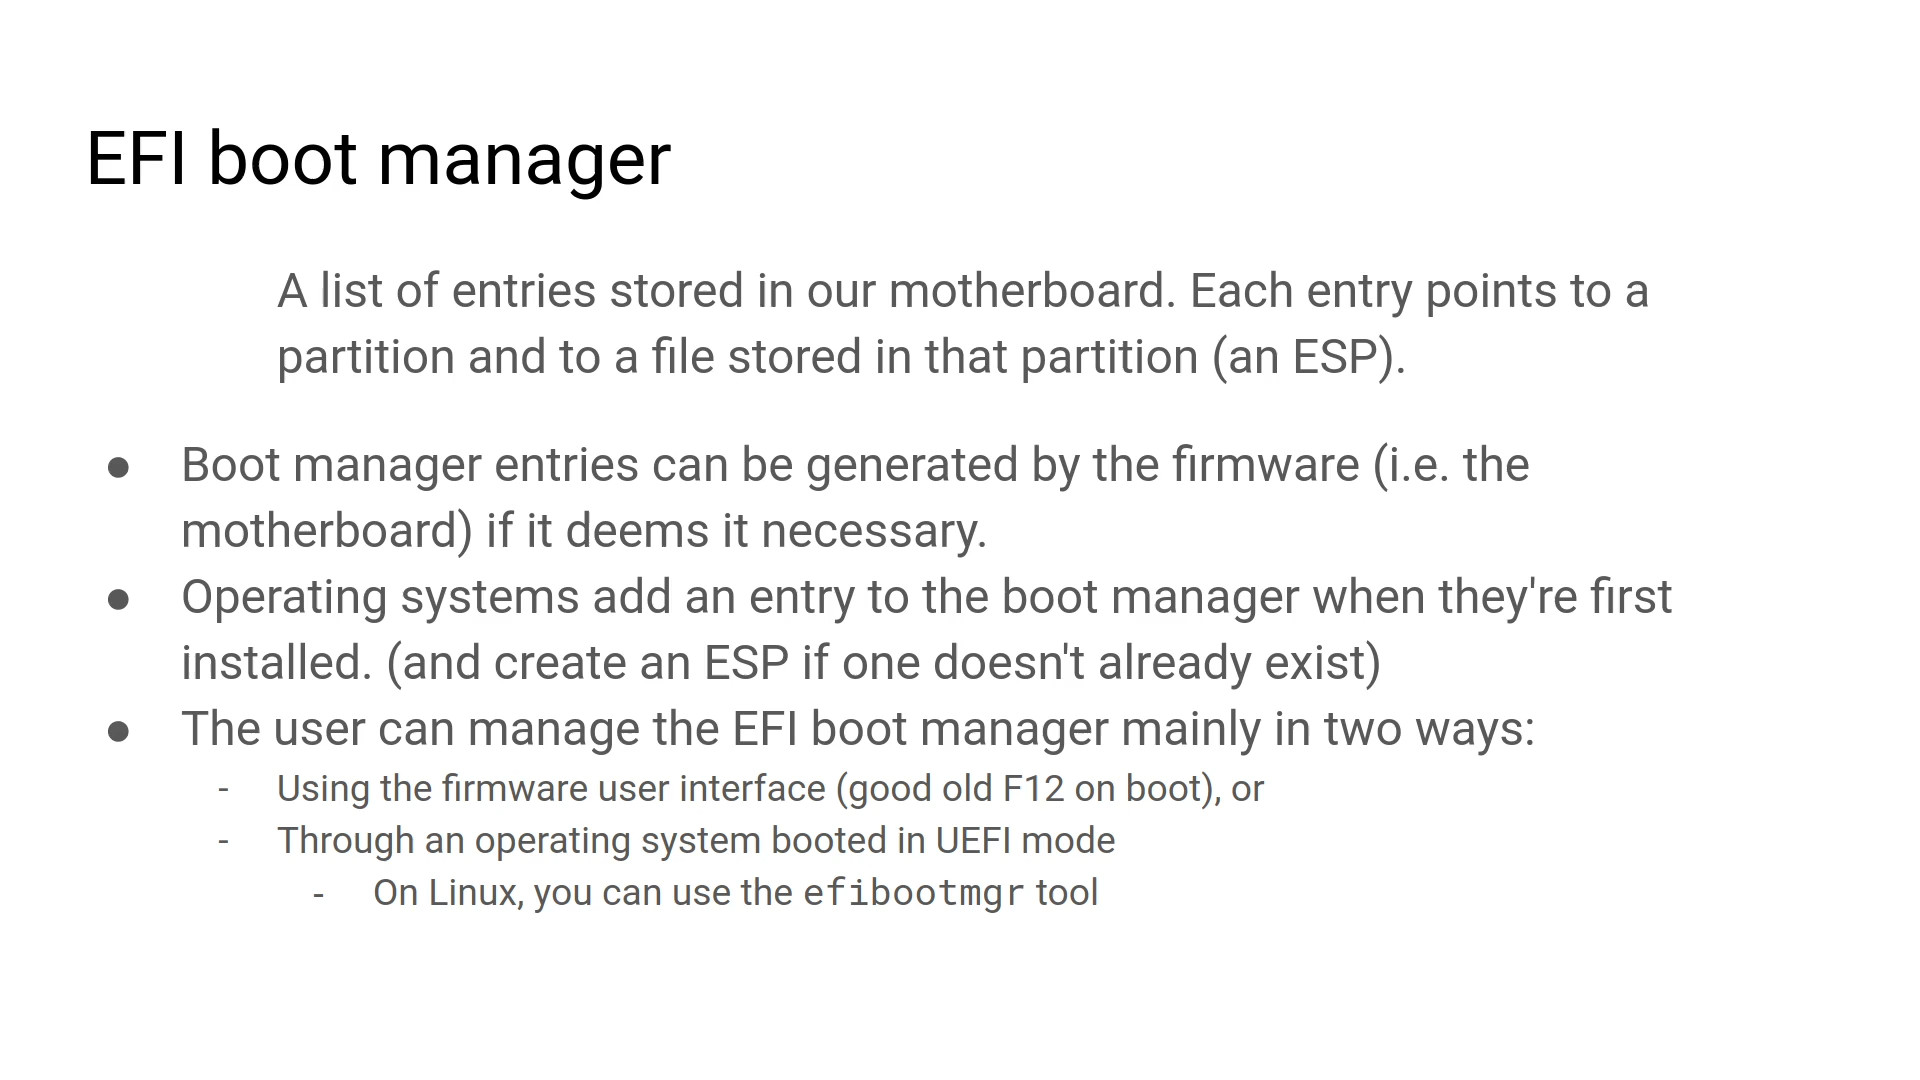 EFI boot manager
A list of entries stored in our motherboard. Each entry points to a
partition and to a file stored in that partition (an ESP).
● Boot manager entries can be generated by the firmware (i.e. the
motherboard) if it deems it necessary.
● Operating systems add an entry to the boot manager when they're first
installed. (and create an ESP if one doesn't already exist)
● The user can manage the EFI boot manager mainly in two ways:
- Using the firmware user interface (good old F12 on boot), or
- Through an operating system booted in UEFI mode
- On Linux, you can use the efibootmgr tool